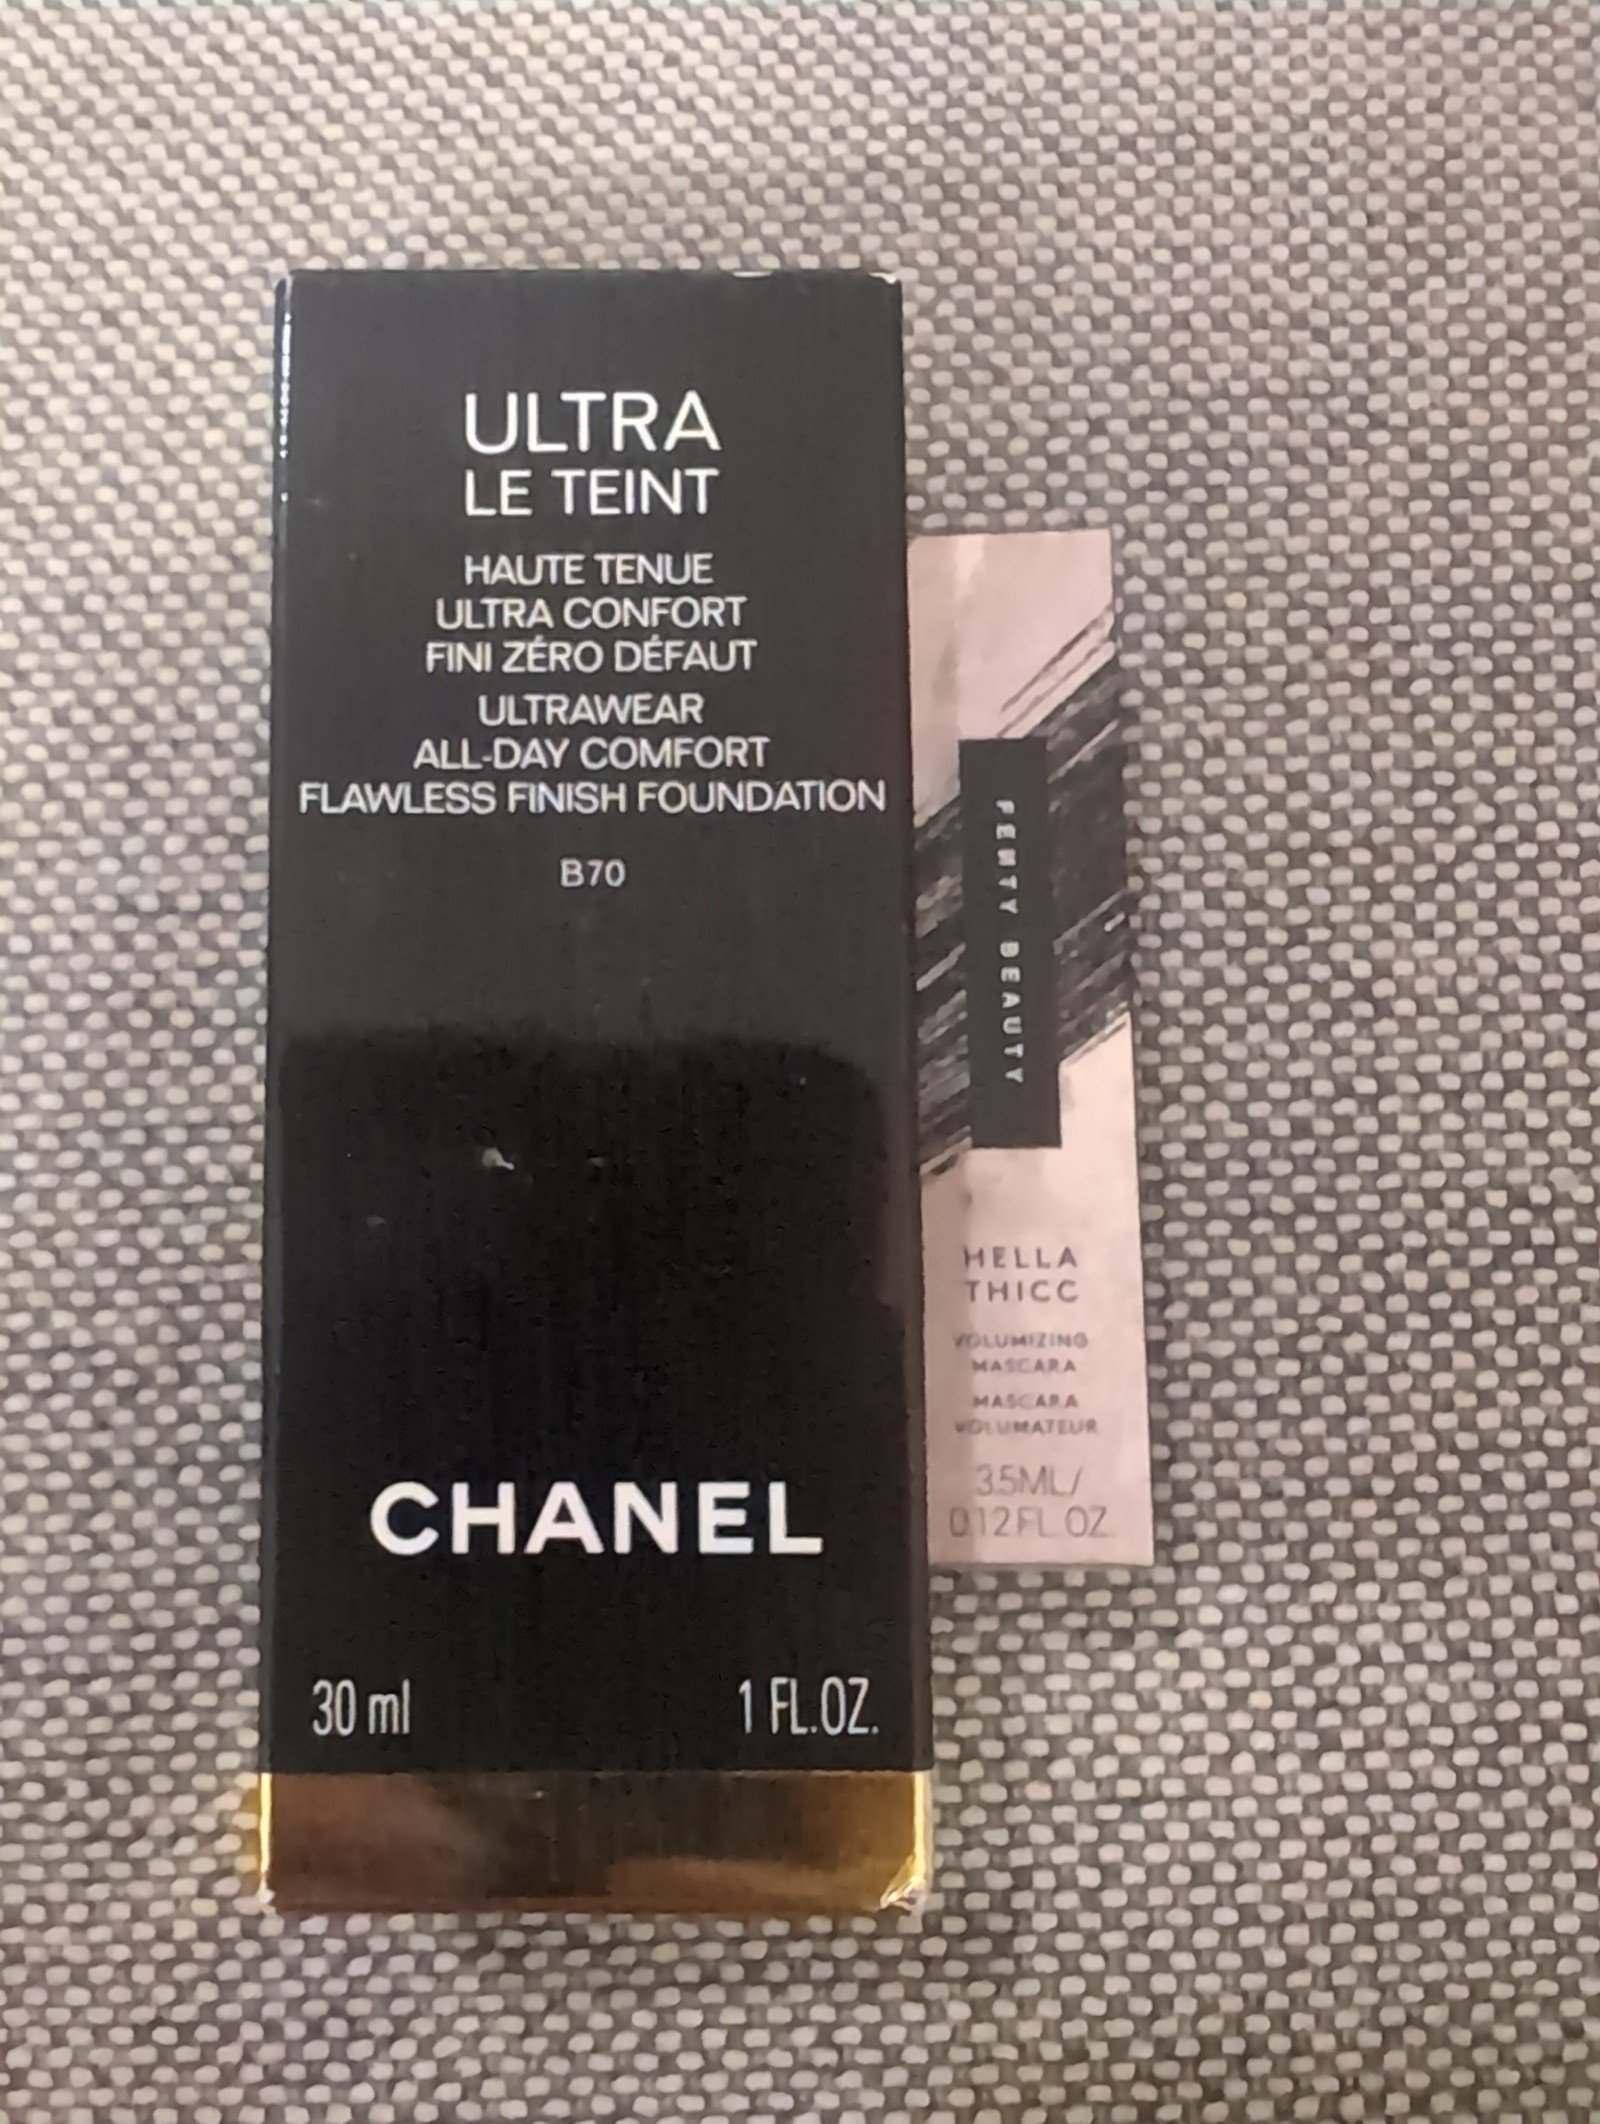 ULTRA
LE TEINT
HAUTE TENUE
ULTRA CONFORT
FINI ZÉRO DÉFAUT
ULTRAWEAR
ALL-DAY COMFORT
FLAWLESS FINISH FOUNDATION
B70
CHANEL
30 ml 1 FL.OZ.
FENTY BEAUTY
HELLA
THICC
VOLUMIZING
MASCARA
MASCARA
VOLUMATEUR
3.5ML/
0.12 FL. OZ.